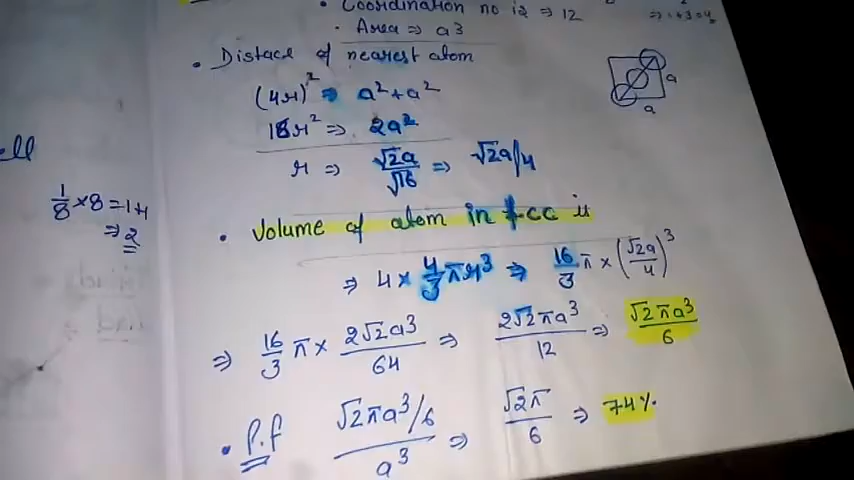 • Coordination no is ⇒ 12
• Area ⇒ a3
• Distace of nearest atom
(4r)² ⇒ a² + a²
a
a
16r² ⇒ 2a²
r ⇒ √2a/√16 ⇒ √2a/4
ell
1/8 × 8 = 1+1
⇒ 2
• Volume of atom in fcc is
⇒ 4 × 4/3 πr³ ⇒ 16/3 π × (√2a/4)³
⇒ 16/3 π × 2√2a³/64 ⇒ 2√2πa³/12 ⇒ √2πa³/6
• P.f √2πa³/6 / a³ ⇒ √2π/6 ⇒ 74%